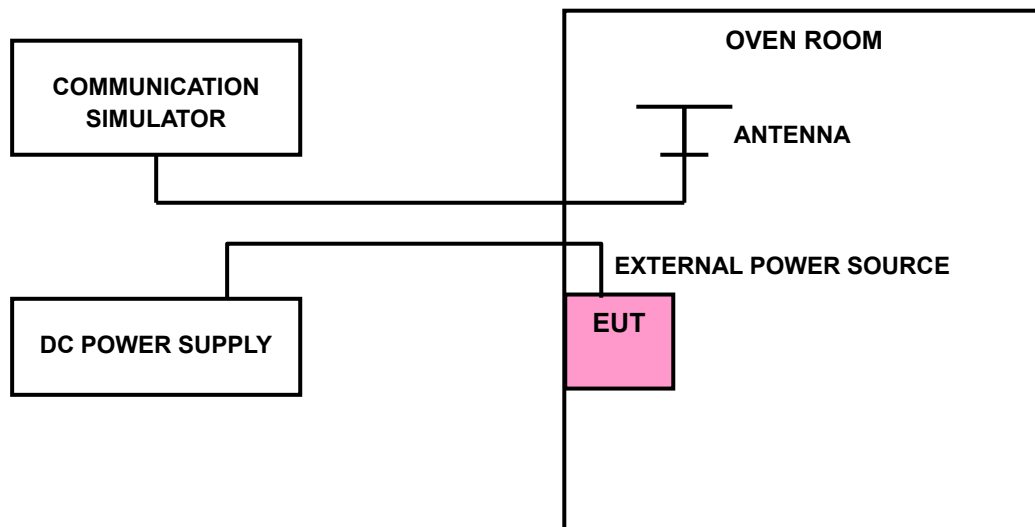 OVEN ROOM
COMMUNICATION
SIMULATOR
ANTENNA
EXTERNAL POWER SOURCE
EUT
DC POWER SUPPLY